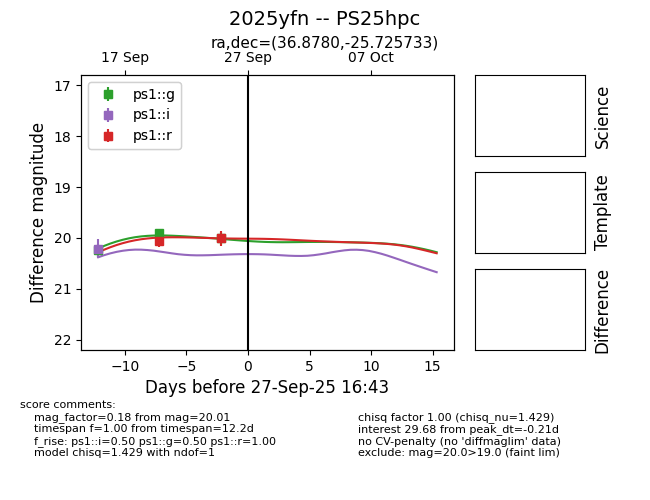 2025yfn -- PS25hpc
ra,dec=(36.8780,-25.725733)
17 Sep 27 Sep 07 Oct
17
18
19
20
21
22
Difference magnitude
ps1::g
ps1::i
ps1::r
−10 −5 0 5 10 15
Days before 27-Sep-25 16:43
Science
Template
Difference
score comments:
mag_factor=0.18 from mag=20.01
timespan f=1.00 from timespan=12.2d
f_rise: ps1::i=0.50 ps1::g=0.50 ps1::r=1.00
model chisq=1.429 with ndof=1
chisq factor 1.00 (chisq_nu=1.429)
interest 29.68 from peak_dt=-0.21d
no CV-penalty (no 'diffmaglim' data)
exclude: mag=20.0>19.0 (faint lim)